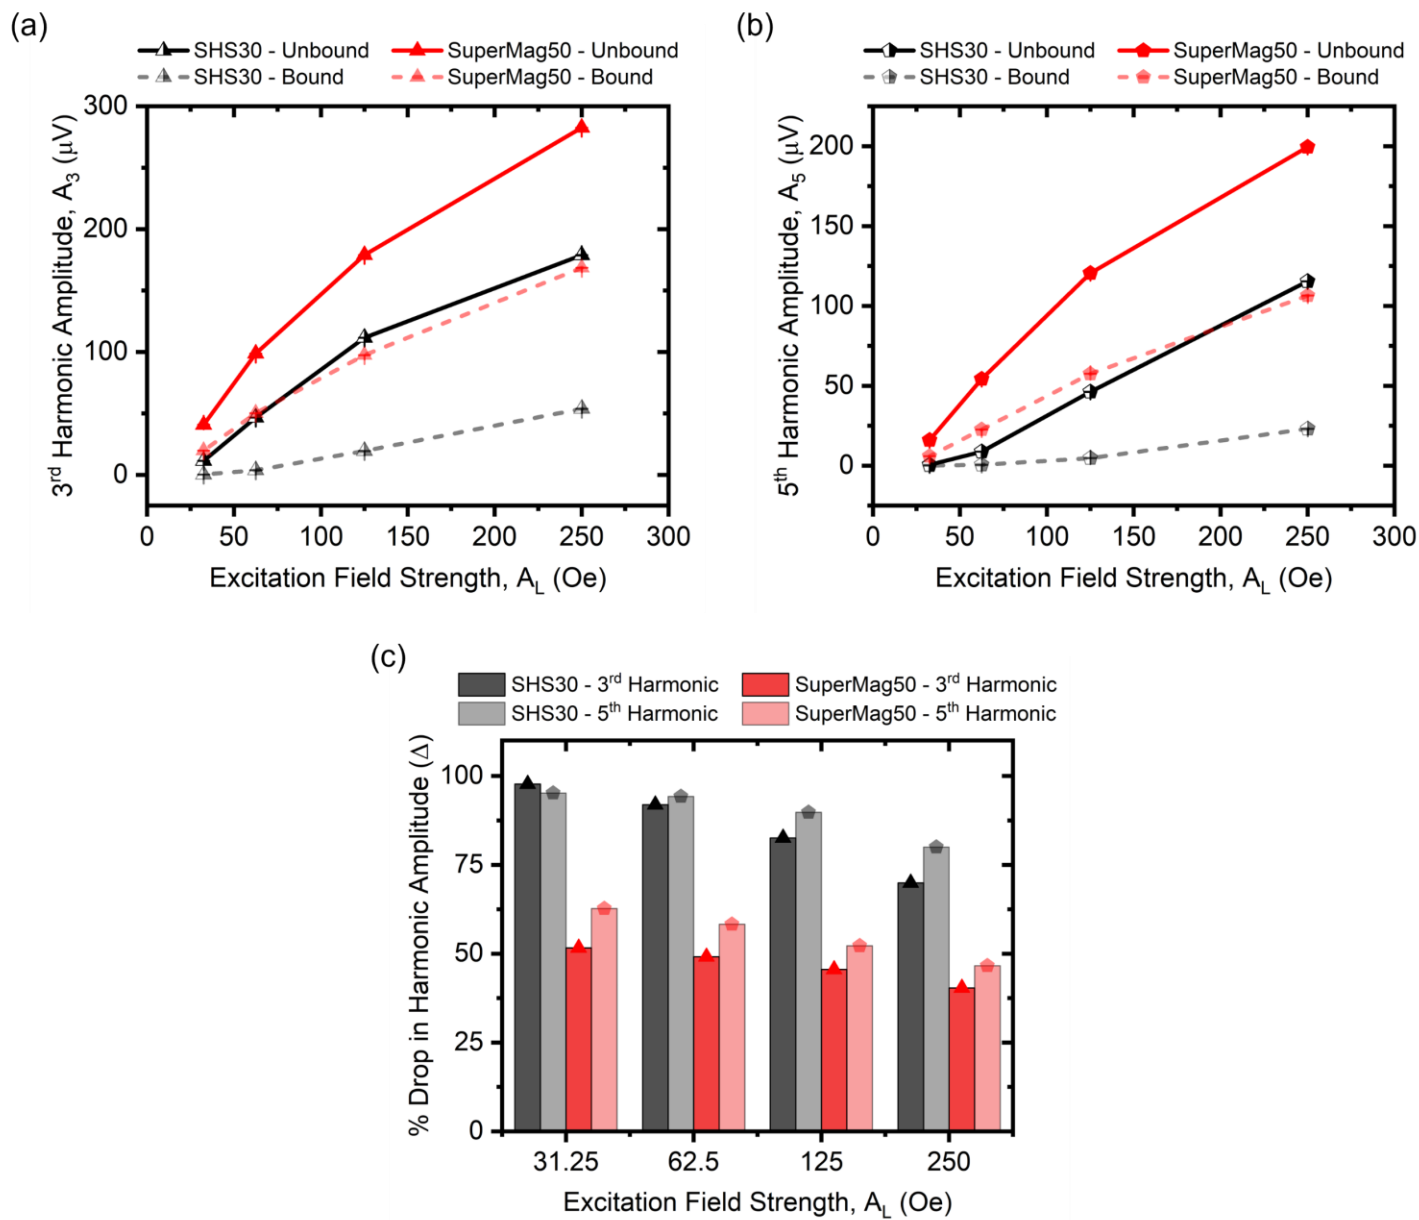 (a)
SHS30 - Unbound SuperMag50 - Unbound
SHS30 - Bound SuperMag50 - Bound
300
200
100
0
3rd Harmonic Amplitude, A3 (μV)
0 50 100 150 200 250 300
Excitation Field Strength, AL (Oe)
(b)
SHS30 - Unbound SuperMag50 - Unbound
SHS30 - Bound SuperMag50 - Bound
200
150
100
50
0
5th Harmonic Amplitude, A5 (μV)
0 50 100 150 200 250 300
Excitation Field Strength, AL (Oe)
(c)
SHS30 - 3rd Harmonic SuperMag50 - 3rd Harmonic
SHS30 - 5th Harmonic SuperMag50 - 5th Harmonic
100
75
50
25
0
% Drop in Harmonic Amplitude (Δ)
31.25 62.5 125 250
Excitation Field Strength, AL (Oe)